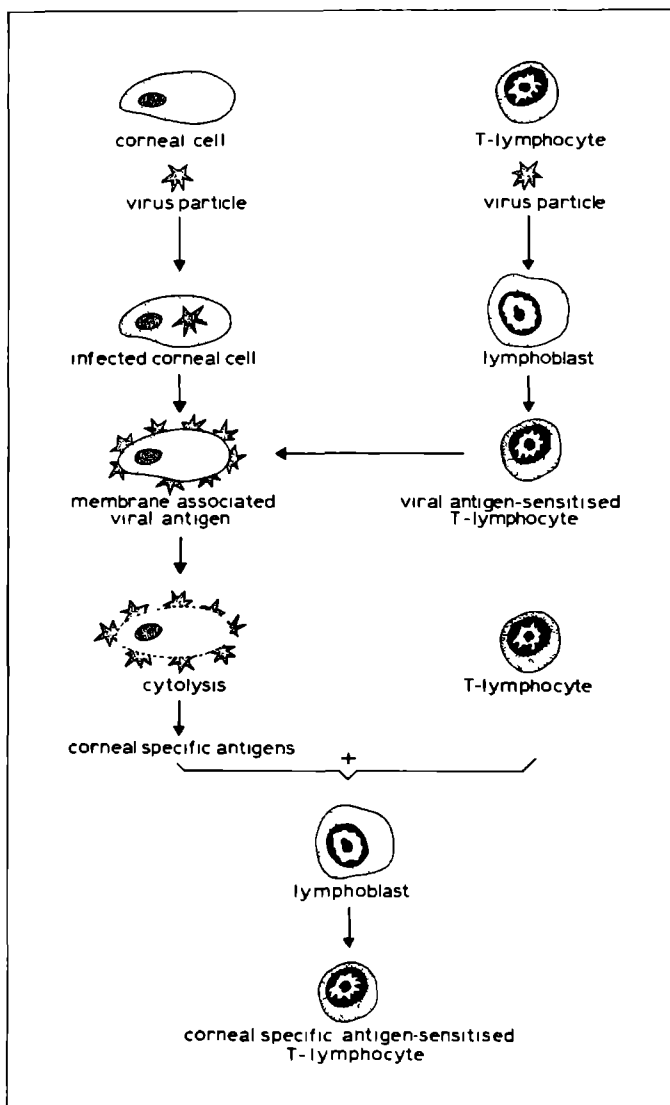 corneal cell
T-lymphocyte
virus particle
virus particle
infected corneal cell
lymphoblast
membrane associated
viral antigen
viral antigen-sensitised
T-lymphocyte
cytolysis
T-lymphocyte
corneal specific antigens
+
lymphoblast
corneal specific antigen-sensitised
T-lymphocyte